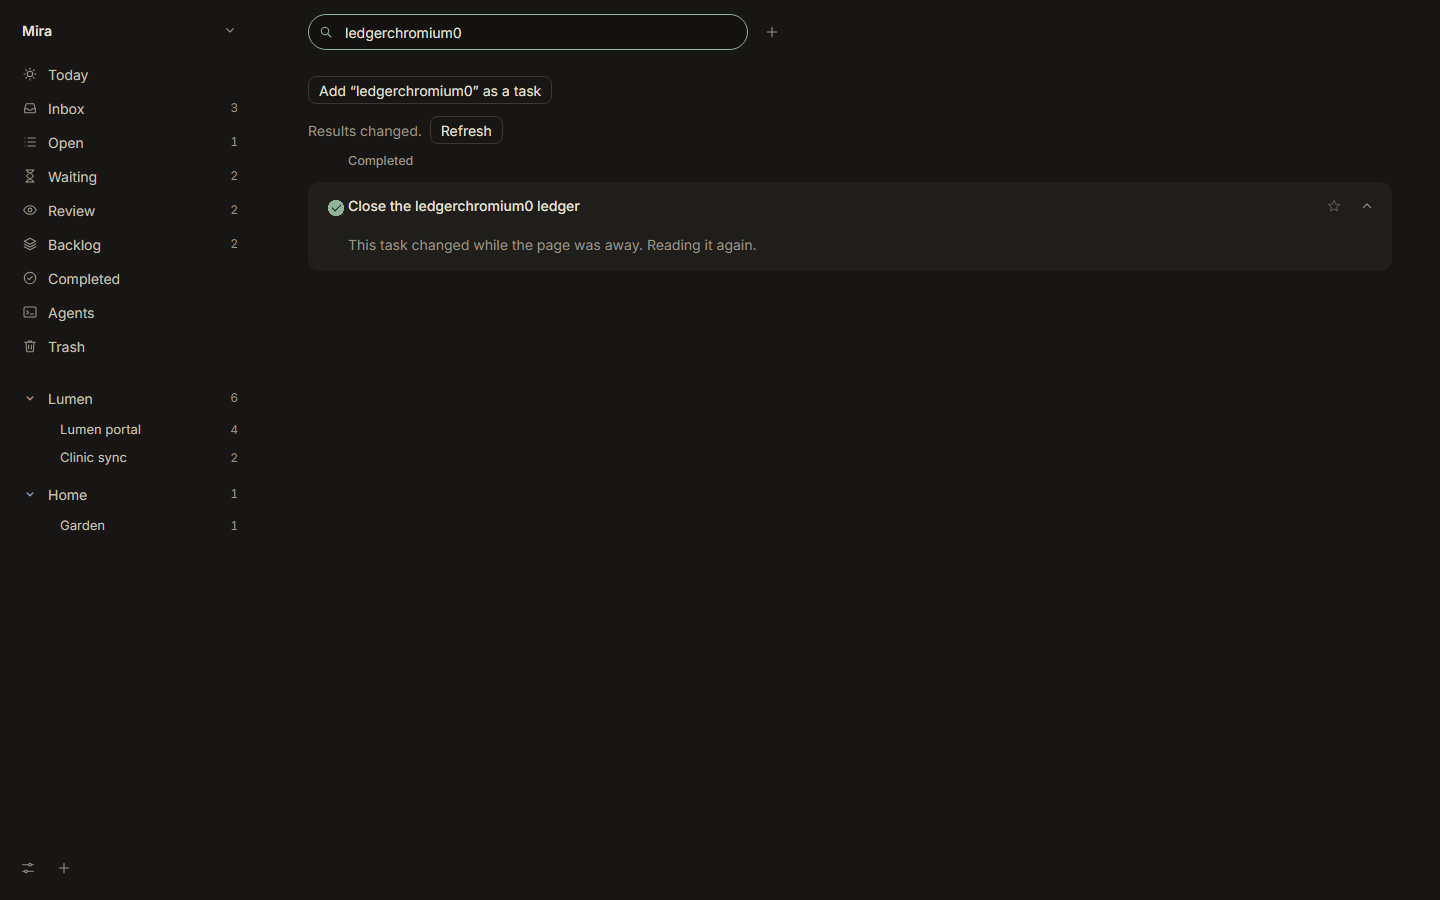 Mira
Today
Inbox 3
Open 1
Waiting 2
Review 2
Backlog 2
Completed
Agents
Trash
Lumen 6
Lumen portal 4
Clinic sync 2
Home 1
Garden 1
ledgerchromium0
Add “ledgerchromium0” as a task
Results changed. Refresh
Completed
Close the ledgerchromium0 ledger
This task changed while the page was away. Reading it again.